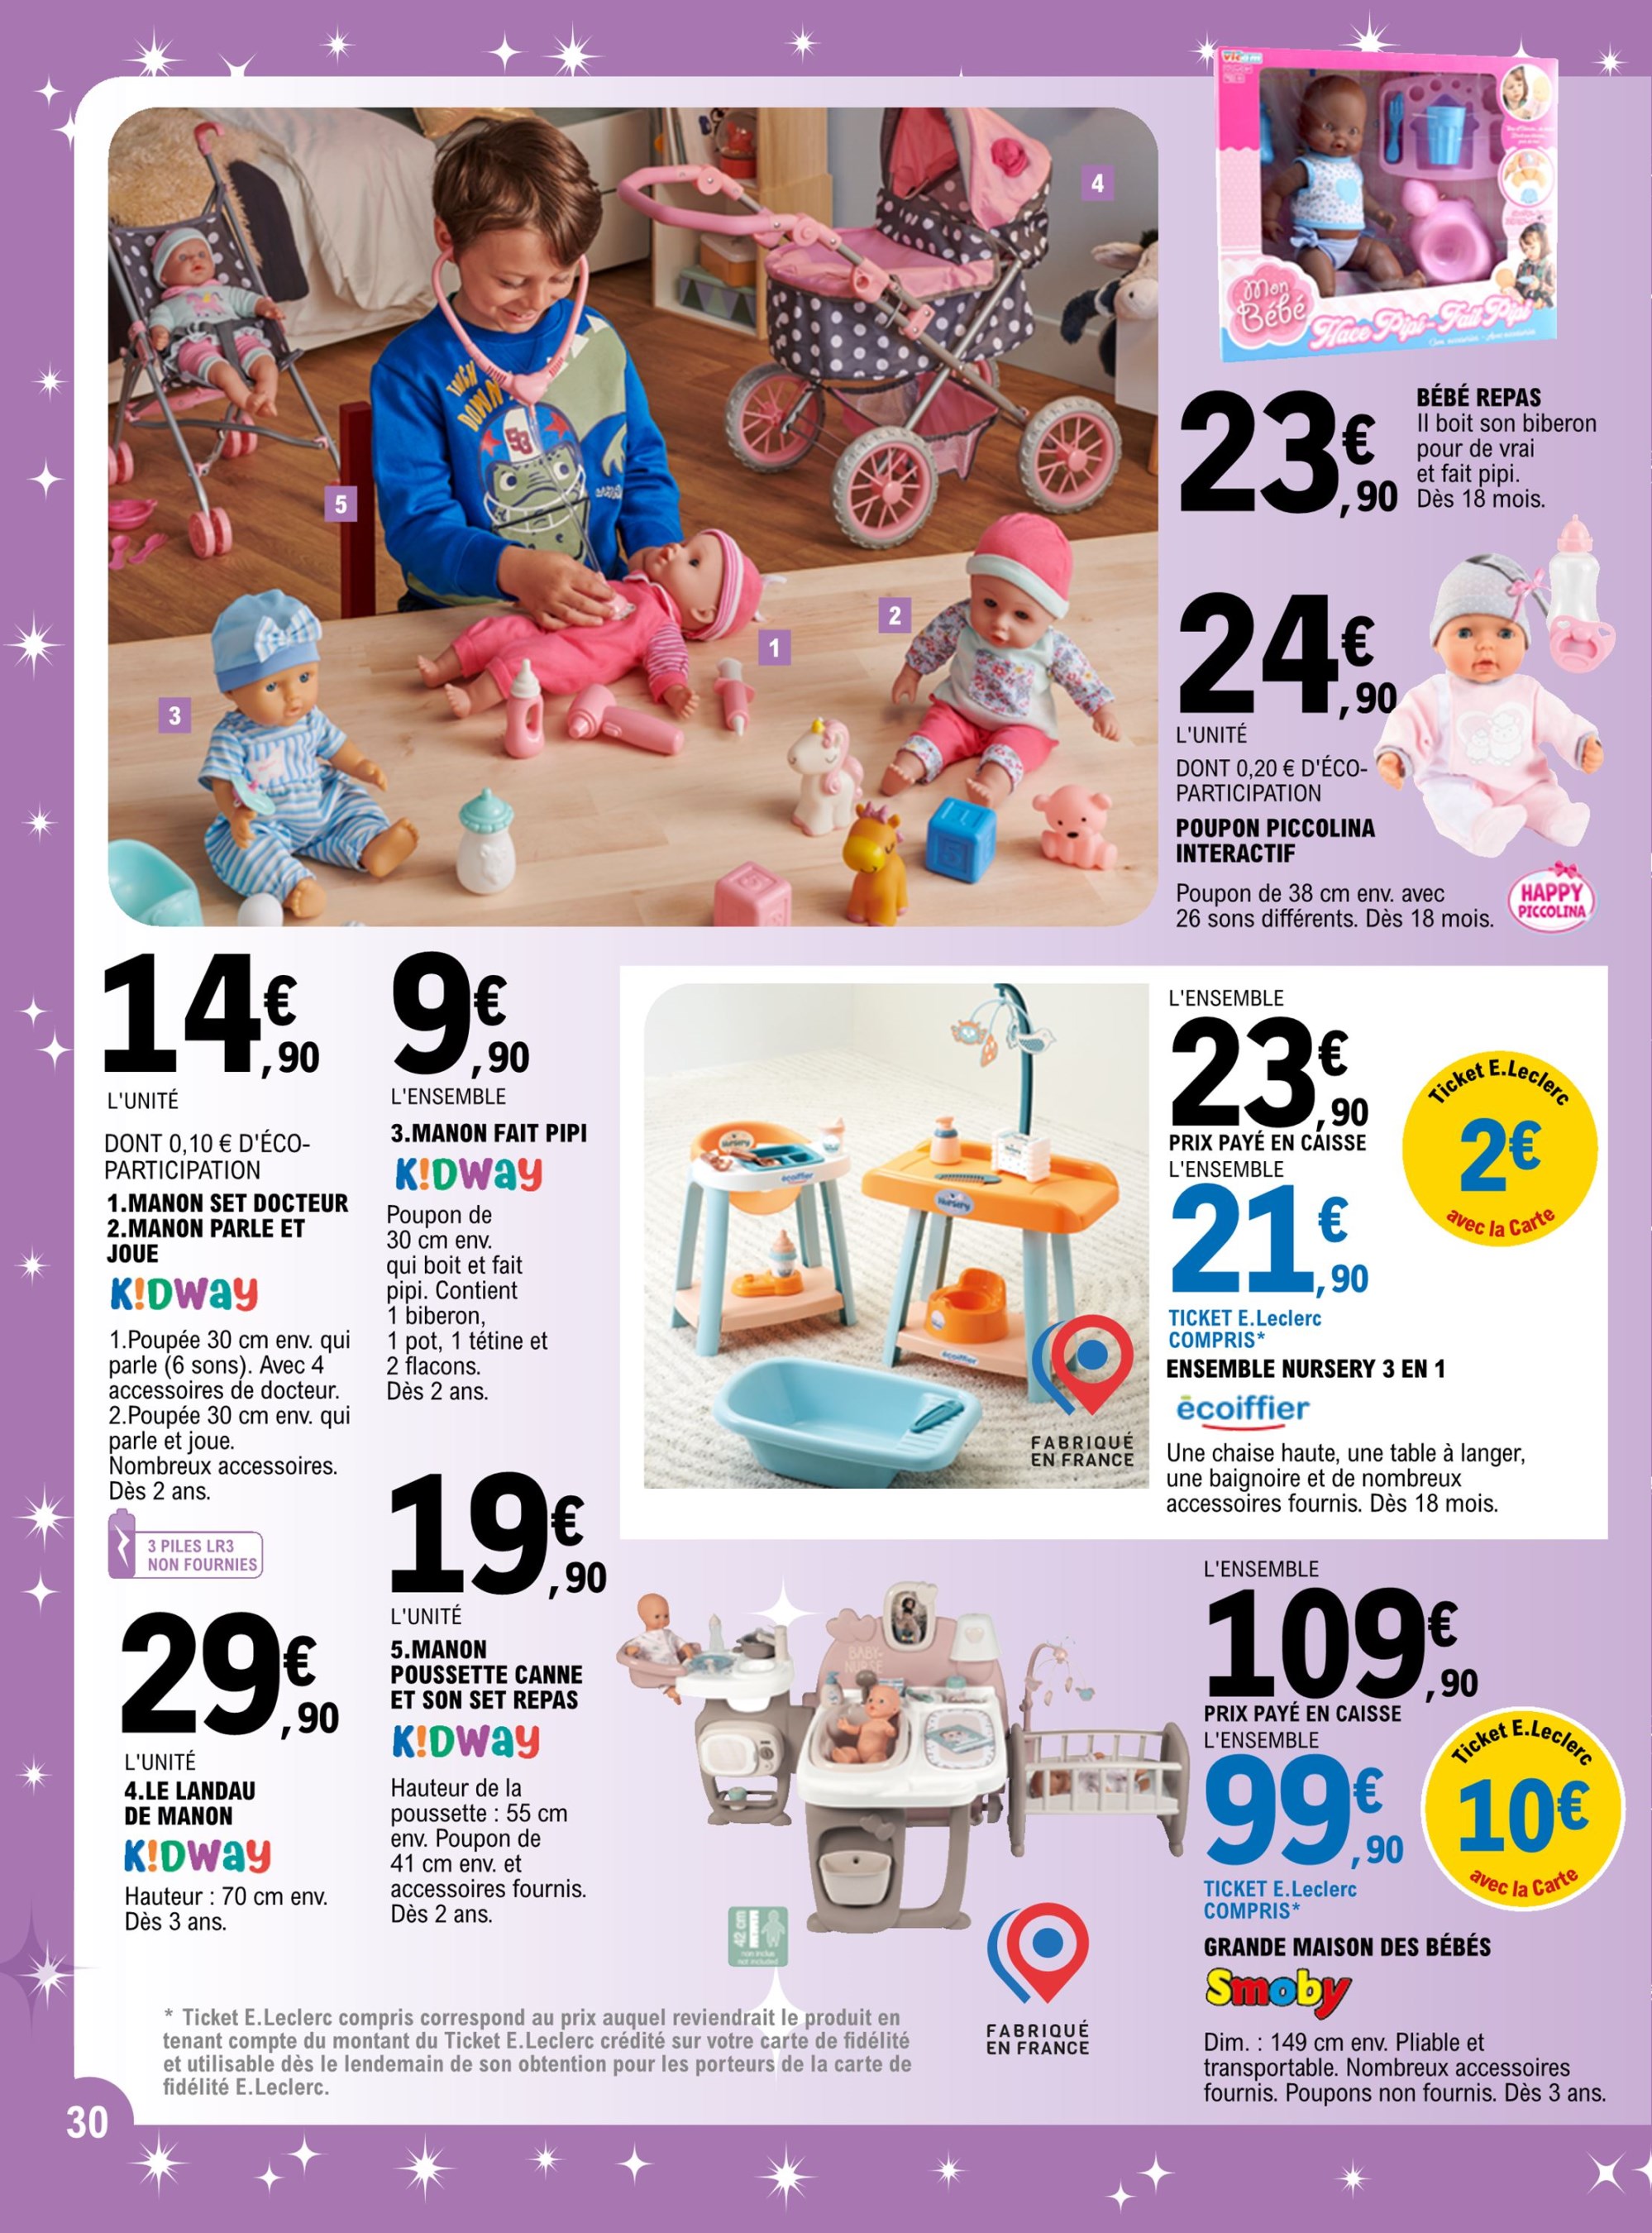 4
5
2
1
3
Mon
Bébé
Hace Pipi-Fait Pipi
23€,90
BÉBÉ REPAS
Il boit son biberon
pour de vrai
et fait pipi.
Dès 18 mois.
24€,90
L'UNITÉ
DONT 0,20 € D'ÉCO-
PARTICIPATION
POUPON PICCOLINA
INTERACTIF
Poupon de 38 cm env. avec
26 sons différents. Dès 18 mois.
HAPPY
PICCOLINA
14€,90
L'UNITÉ
DONT 0,10 € D'ÉCO-
PARTICIPATION
1.MANON SET DOCTEUR
2.MANON PARLE ET
JOUE
K!DWAY
1.Poupée 30 cm env. qui
parle (6 sons). Avec 4
accessoires de docteur.
2.Poupée 30 cm env. qui
parle et joue.
Nombreux accessoires.
Dès 2 ans.
3 PILES LR3
NON FOURNIES
9€,90
L'ENSEMBLE
3.MANON FAIT PIPI
K!DWAY
Poupon de
30 cm env.
qui boit et fait
pipi. Contient
1 biberon,
1 pot, 1 tétine et
2 flacons.
Dès 2 ans.
Nursery
écoiffier
Nursery
écoiffier
FABRIQUÉ
EN FRANCE
L'ENSEMBLE
23€,90
PRIX PAYÉ EN CAISSE
L'ENSEMBLE
21€,90
TICKET E.Leclerc
COMPRIS*
Ticket E.Leclerc
2€
avec la Carte
ENSEMBLE NURSERY 3 EN 1
écoiffier
Une chaise haute, une table à langer,
une baignoire et de nombreux
accessoires fournis. Dès 18 mois.
29€,90
L'UNITÉ
4.LE LANDAU
DE MANON
K!DWAY
Hauteur : 70 cm env.
Dès 3 ans.
19€,90
L'UNITÉ
5.MANON
POUSSETTE CANNE
ET SON SET REPAS
K!DWAY
Hauteur de la
poussette : 55 cm
env. Poupon de
41 cm env. et
accessoires fournis.
Dès 2 ans.
BABY
NURSE
42 cm
non inclus
not included
FABRIQUÉ
EN FRANCE
L'ENSEMBLE
109€,90
PRIX PAYÉ EN CAISSE
L'ENSEMBLE
99€,90
TICKET E.Leclerc
COMPRIS*
Ticket E.Leclerc
10€
avec la Carte
GRANDE MAISON DES BÉBÉS
Smoby
Dim. : 149 cm env. Pliable et
transportable. Nombreux accessoires
fournis. Poupons non fournis. Dès 3 ans.
* Ticket E.Leclerc compris correspond au prix auquel reviendrait le produit en
tenant compte du montant du Ticket E.Leclerc crédité sur votre carte de fidélité
et utilisable dès le lendemain de son obtention pour les porteurs de la carte de
fidélité E.Leclerc.
30